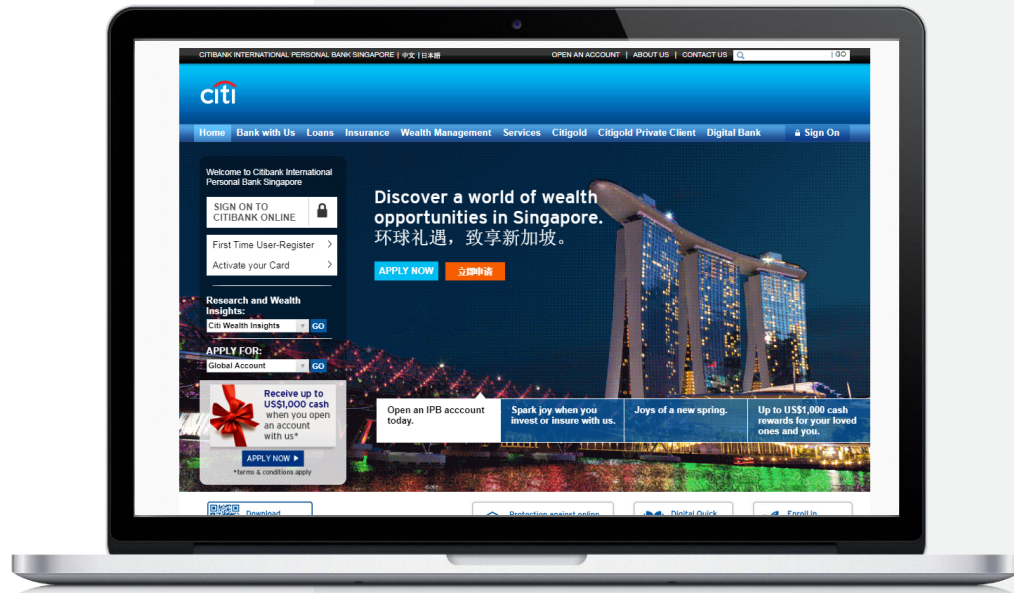 CITIBANK INTERNATIONAL PERSONAL BANK SINGAPORE | 中文 | 日本語
OPEN AN ACCOUNT | ABOUT US | CONTACT US | GO
citi
Home Bank with Us Loans Insurance Wealth Management Services Citigold Citigold Private Client Digital Bank Sign On
Welcome to Citibank International
Personal Bank Singapore
SIGN ON TO
CITIBANK ONLINE
First Time User-Register
Activate your Card
Research and Wealth
Insights:
Citi Wealth Insights GO
APPLY FOR:
Global Account GO
Receive up to
US$1,000 cash
when you open
an account
with us*
APPLY NOW
*terms & conditions apply
Discover a world of wealth
opportunities in Singapore.
环球礼遇，致享新加坡。
APPLY NOW 立即申请
Open an IPB acccount
today.
Spark joy when you
invest or insure with us.
Joys of a new spring.
Up to US$1,000 cash
rewards for your loved
ones and you.
Download
Protection against online
Digital Quick
Enroll in